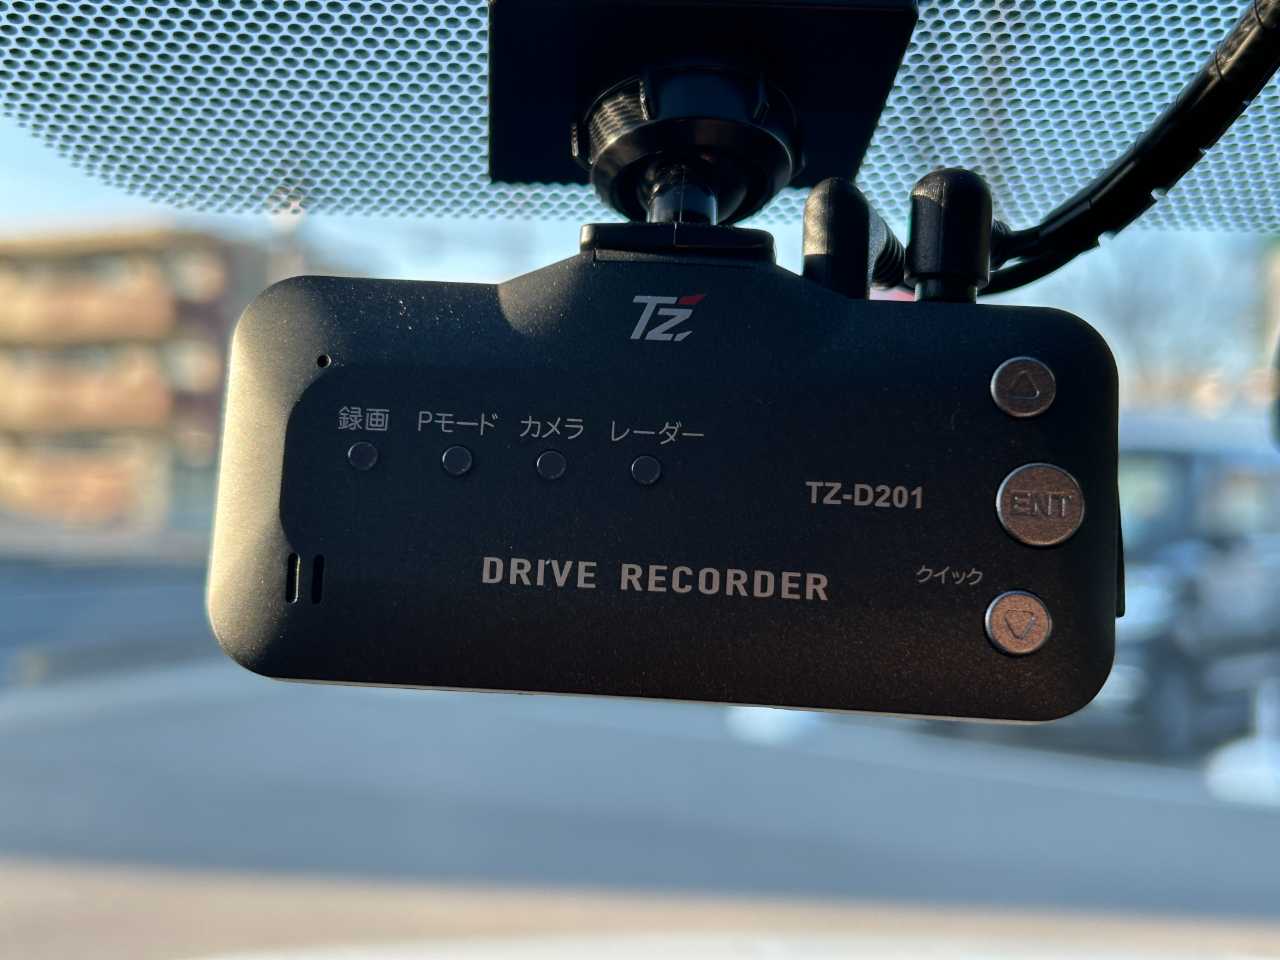 TZ
録画 Pモード カメラ レーダー
TZ-D201
ENT
DRIVE RECORDER
クイック